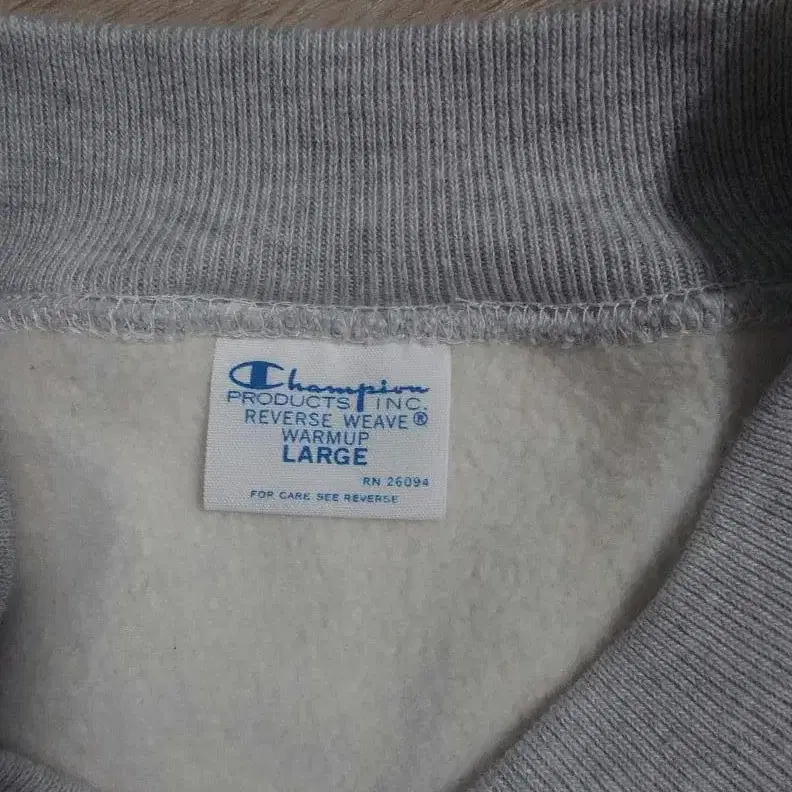 Champion
PRODUCTS INC.
REVERSE WEAVE®
WARMUP
LARGE
RN 26094
FOR CARE SEE REVERSE